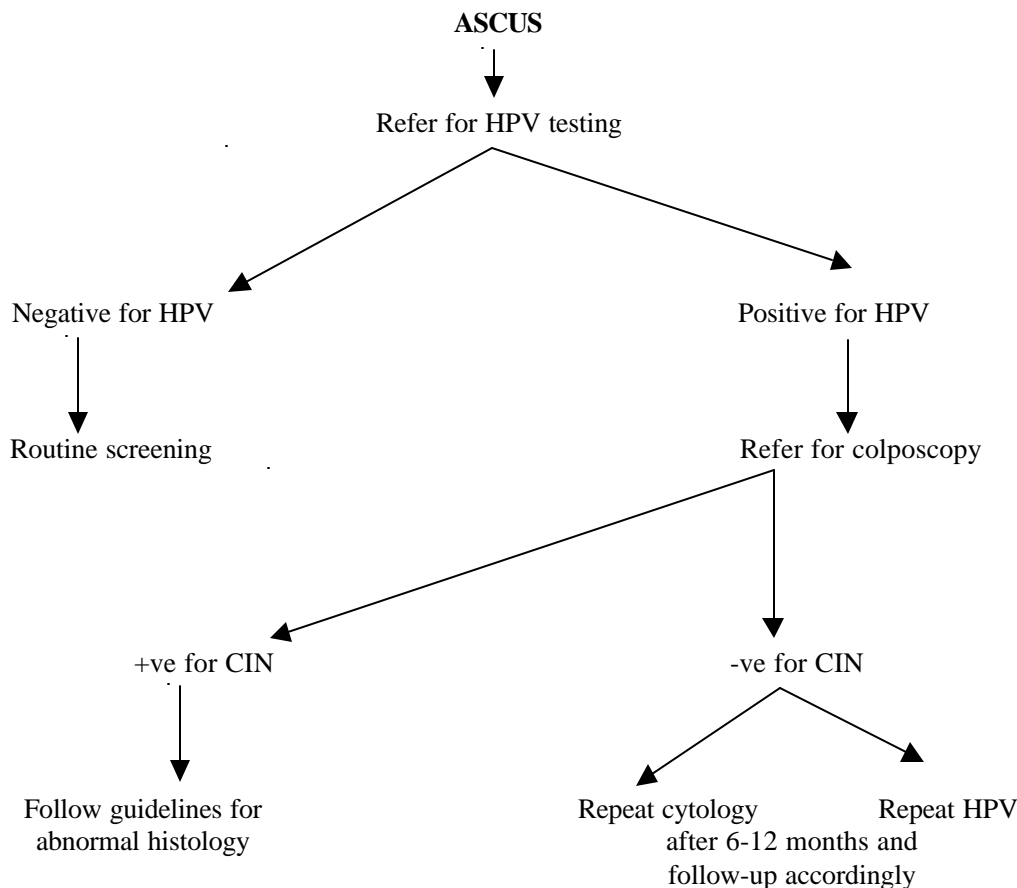 ASCUS
Refer for HPV testing
Negative for HPV
Positive for HPV
Routine screening
Refer for colposcopy
+ve for CIN
-ve for CIN
Follow guidelines for
abnormal histology
Repeat cytology
Repeat HPV
after 6-12 months and
follow-up accordingly